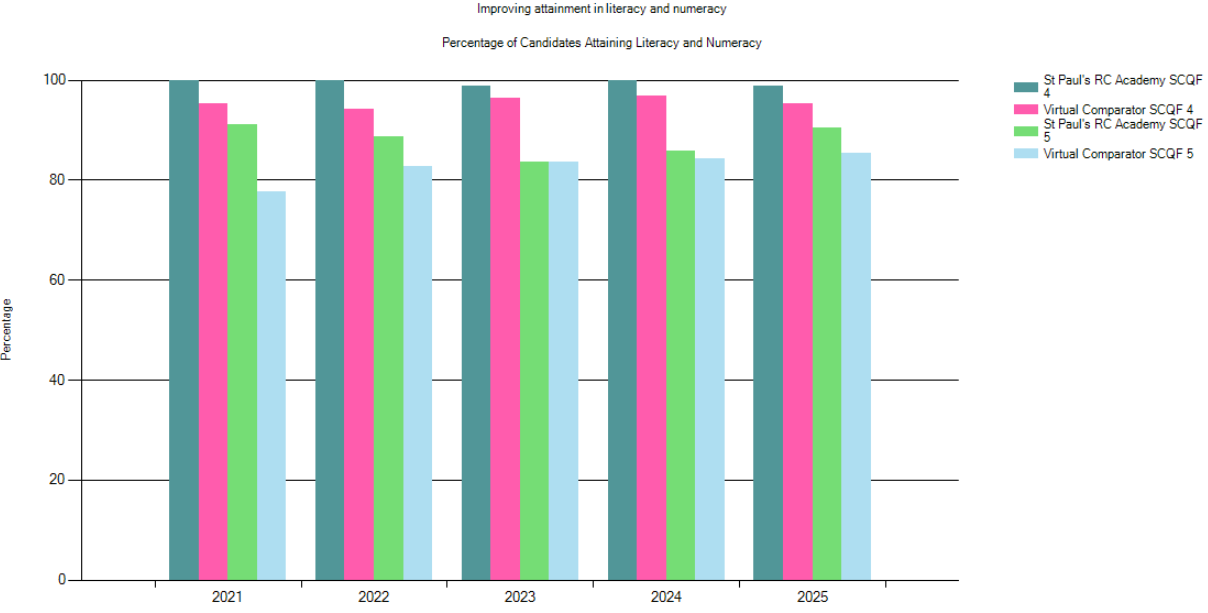 Improving attainment in literacy and numeracy
Percentage of Candidates Attaining Literacy and Numeracy
100
80
60
40
20
0
Percentage
2021
2022
2023
2024
2025
St Paul's RC Academy SCQF
4
Virtual Comparator SCQF 4
St Paul's RC Academy SCQF
5
Virtual Comparator SCQF 5